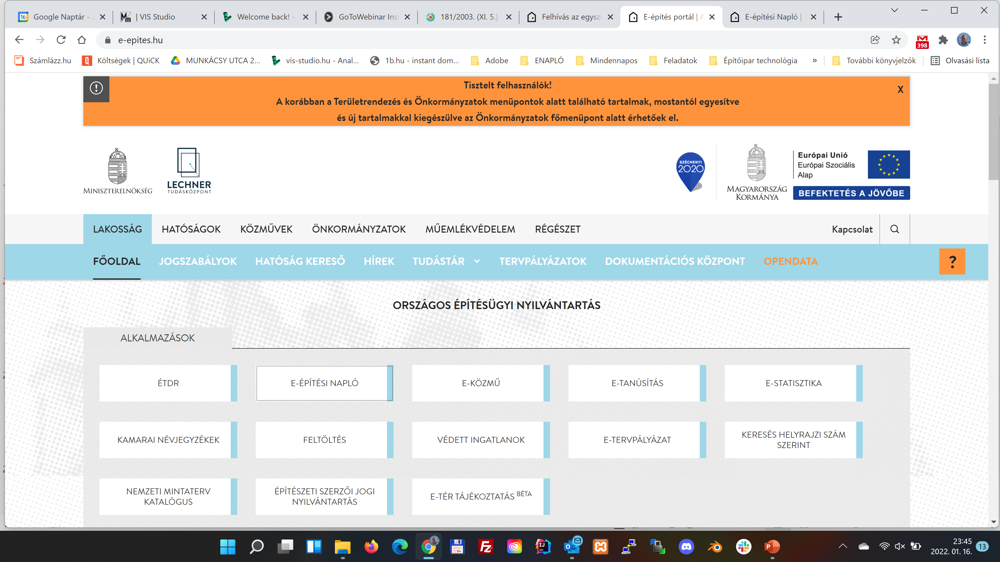 Google Naptár - 2
| VIS Studio
Welcome back! -
GoToWebinar Inst
181/2003. (XI. 5.)
Felhívás az egysze
E-építés portál | A
E-építési Napló |
e-epites.hu
398
Számlázz.hu
Költségek | QUiCK
MUNKÁCSY UTCA 2...
vis-studio.hu - Anal...
1b.hu - instant dom...
Adobe
ENAPLÓ
Mindennapos
Feladatok
Építőipar technológia
»
További könyvjelzők
Olvasási lista
Tisztelt felhasználók!
X
A korábban a Területrendezés és Önkormányzatok menüpontok alatt található tartalmak, mostantól egyesítve
és új tartalmakkal kiegészülve az Önkormányzatok főmenüpont alatt érhetőek el.
MINISZTERELNÖKSÉG
LECHNER
TUDÁSKÖZPONT
SZÉCHENYI
2020
MAGYARORSZÁG
KORMÁNYA
Európai Unió
Európai Szociális
Alap
BEFEKTETÉS A JÖVŐBE
LAKOSSÁG
HATÓSÁGOK
KÖZMŰVEK
ÖNKORMÁNYZATOK
MŰEMLÉKVÉDELEM
RÉGÉSZET
Kapcsolat
FŐOLDAL
JOGSZABÁLYOK
HATÓSÁG KERESŐ
HÍREK
TUDÁSTÁR
TERVPÁLYÁZATOK
DOKUMENTÁCIÓS KÖZPONT
OPENDATA
?
ORSZÁGOS ÉPÍTÉSÜGYI NYILVÁNTARTÁS
ALKALMAZÁSOK
ÉTDR
E-ÉPÍTÉSI NAPLÓ
E-KÖZMŰ
E-TANÚSÍTÁS
E-STATISZTIKA
KAMARAI NÉVJEGYZÉKEK
FELTÖLTÉS
VÉDETT INGATLANOK
E-TERVPÁLYÁZAT
KERESÉS HELYRAJZI SZÁM
SZERINT
NEMZETI MINTATERV
KATALÓGUS
ÉPÍTÉSZETI SZERZŐI JOGI
NYILVÁNTARTÁS
E-TÉR TÁJÉKOZTATÁS BÉTA
23:45
2022. 01. 16.
13